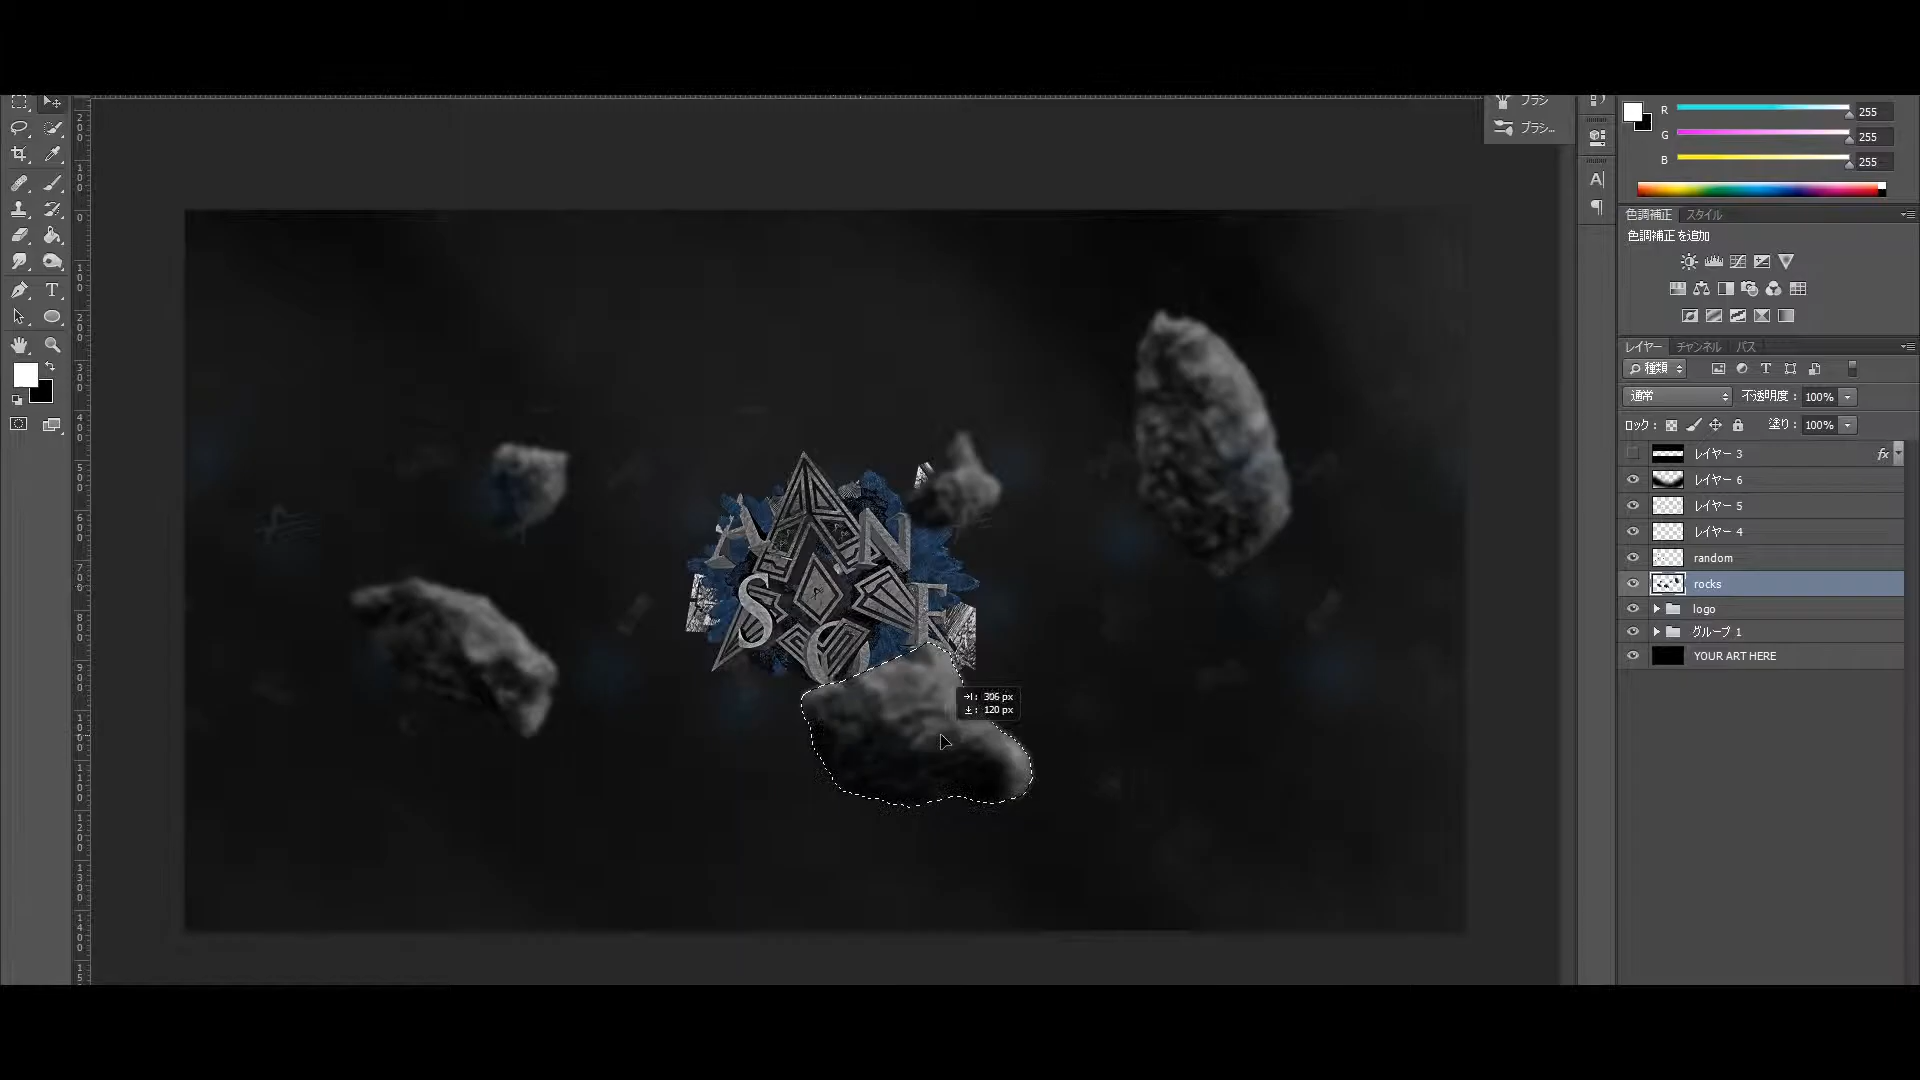 ブラシ
ブラシ...
R 255
G 255
B 255
色調補正 スタイル
色調補正を追加
レイヤー チャンネル パス
種類
通常 不透明度: 100%
ロック: 塗り: 100%
レイヤー 3 fx
レイヤー 6
レイヤー 5
レイヤー 4
random
rocks
logo
グループ 1
YOUR ART HERE
A N
S F
O
306 px
120 px